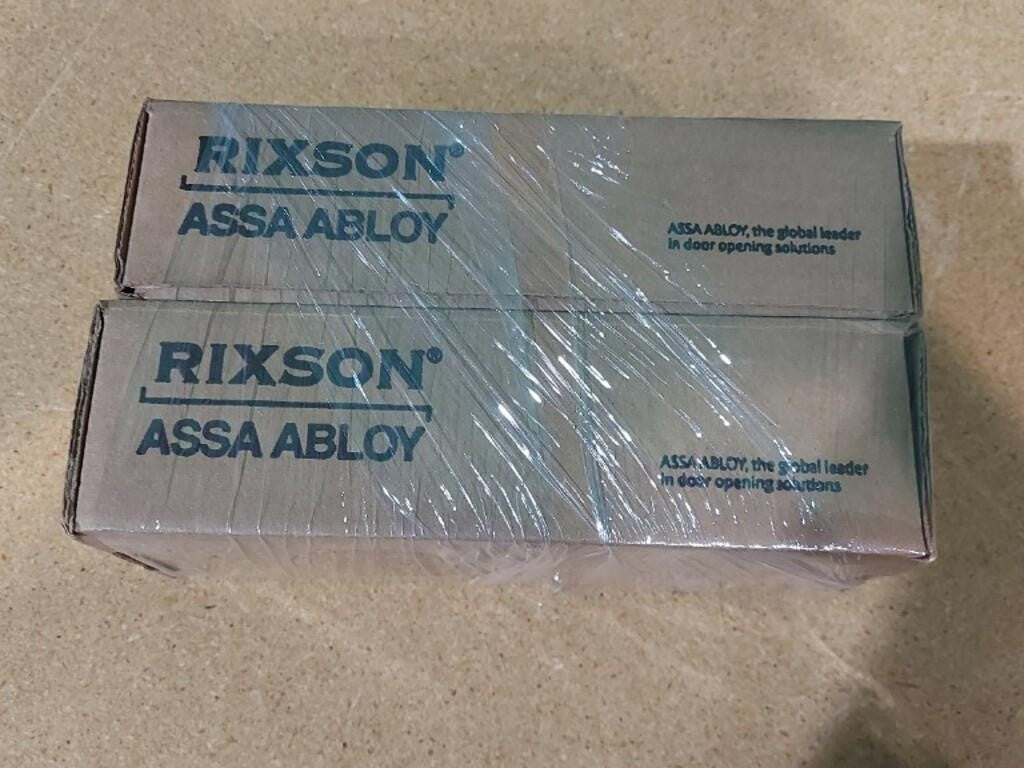 RIXSON®
ASSA ABLOY
ASSA ABLOY, the global leader
in door opening solutions
RIXSON®
ASSA ABLOY
ASSA ABLOY, the global leader
in door opening solutions